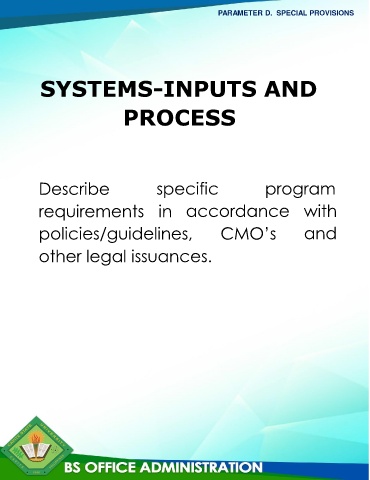 PARAMETER D. SPECIAL PROVISIONS
SYSTEMS-INPUTS AND
PROCESS
Describe specific program
requirements in accordance with
policies/guidelines, CMO's and
other legal issuances.
BS OFFICE ADMINISTRATION